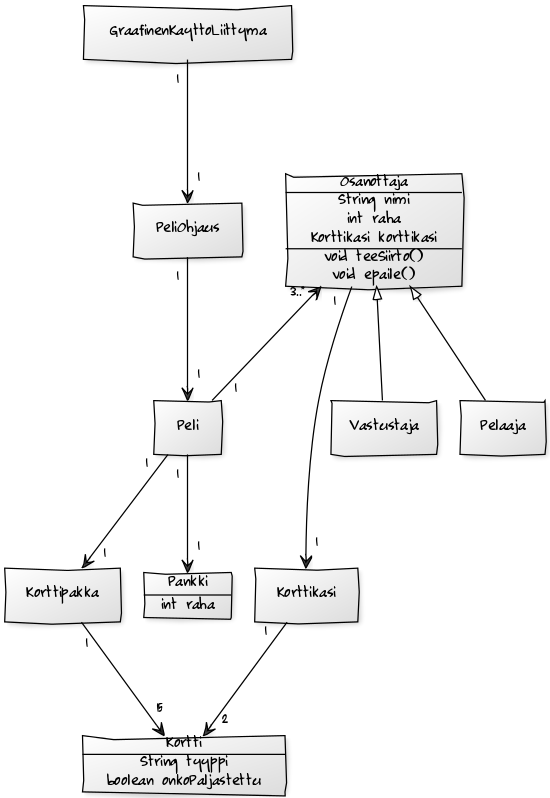 GraafinenKayttoLiittyma
1
1
Osanottaja
String nimi
int raha
Korttikasi korttikasi
void teeSiirto()
void epaile()
PeliOhjaus
1
3..*
1
1
1
Peli
Vastustaja
Pelaaja
1
1
1
1
1
Korttipakka
Pankki
int raha
Korttikasi
1
1
5
2
Kortti
String tyyppi
boolean onkoPaljastettu